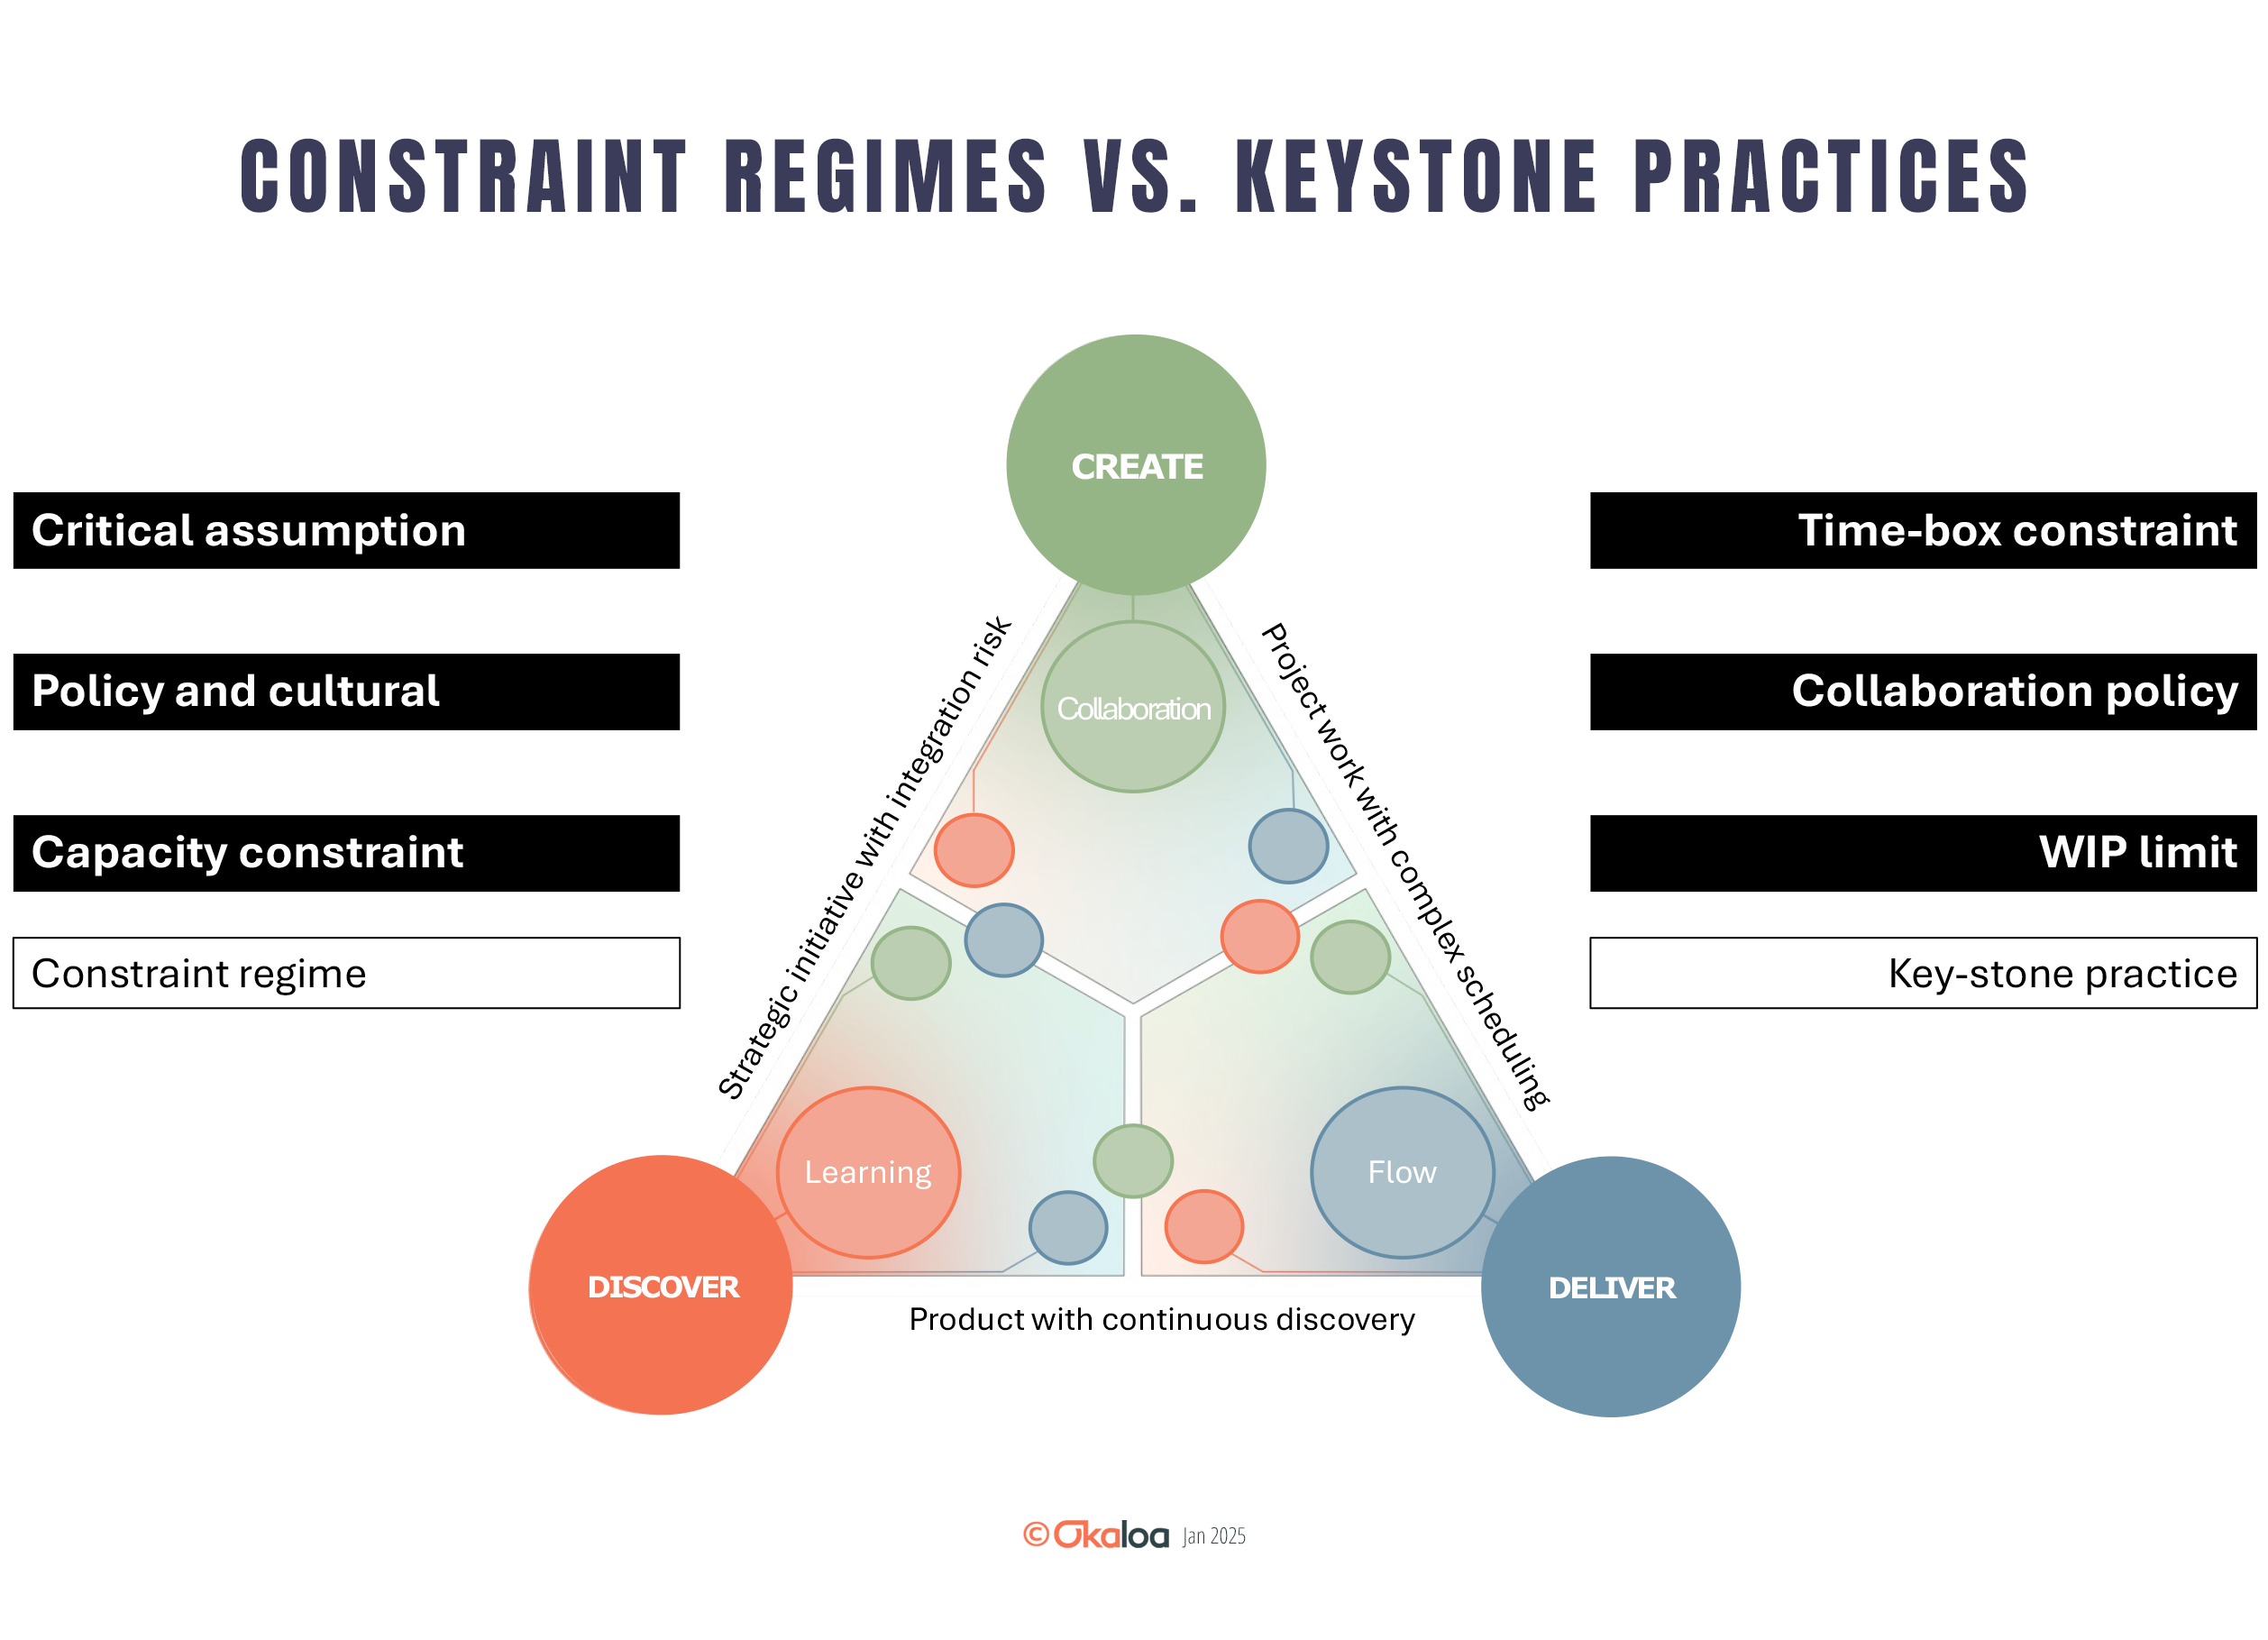 CONSTRAINT REGIMES VS. KEYSTONE PRACTICES
CREATE
Critical assumption
Time-box constraint
Strategic initiative with integration risk
Project work with complex scheduling
Policy and cultural
Collaboration policy
Collaboration
Capacity constraint
WIP limit
Constraint regime
Key-stone practice
Learning
Flow
DISCOVER
DELIVER
Product with continuous discovery
© Okaloa Jan 2025